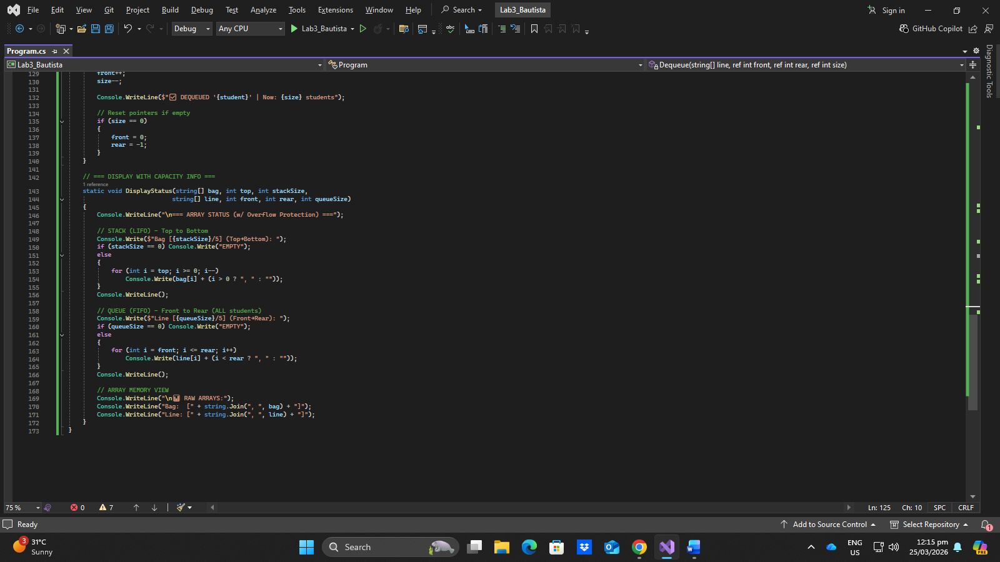 File Edit View Git Project Build Debug Test Analyze Tools Extensions Window Help Search Lab3_Bautista Sign in
Debug Any CPU Lab3_Bautista GitHub Copilot
Program.cs
C# Lab3_Bautista Program Dequeue(string[] line, ref int front, ref int rear, ref int size)
Diagnostic Tools
129 front++;
130 size--;
131
132 Console.WriteLine($"☑ DEQUEUED '{student}' | Now: {size} students");
133
134 // Reset pointers if empty
135 if (size == 0)
136 {
137 front = 0;
138 rear = -1;
139 }
140 }
141
142 // === DISPLAY WITH CAPACITY INFO ===
1 reference
143 static void DisplayStatus(string[] bag, int top, int stackSize,
144 string[] line, int front, int rear, int queueSize)
145 {
146 Console.WriteLine("\n=== ARRAY STATUS (w/ Overflow Protection) ===");
147
148 // STACK (LIFO) - Top to Bottom
149 Console.Write($"Bag [{stackSize}/5] (Top→Bottom): ");
150 if (stackSize == 0) Console.Write("EMPTY");
151 else
152 {
153 for (int i = top; i >= 0; i--)
154 Console.Write(bag[i] + (i > 0 ? ", " : ""));
155 }
156 Console.WriteLine();
157
158 // QUEUE (FIFO) - Front to Rear (ALL students)
159 Console.Write($"Line [{queueSize}/5] (Front→Rear): ");
160 if (queueSize == 0) Console.Write("EMPTY");
161 else
162 {
163 for (int i = front; i <= rear; i++)
164 Console.Write(line[i] + (i < rear ? ", " : ""));
165 }
166 Console.WriteLine();
167
168 // ARRAY MEMORY VIEW
169 Console.WriteLine("\n📊 RAW ARRAYS:");
170 Console.WriteLine("Bag:  [" + string.Join(", ", bag) + "]");
171 Console.WriteLine("Line: [" + string.Join(", ", line) + "]");
172 }
173 }
75 % 0 7 Ln: 125 Ch: 10 SPC CRLF
Ready Add to Source Control Select Repository 1
3 31°C
Sunny
Search
abc
ENG
US
12:15 pm
25/03/2026
PRE